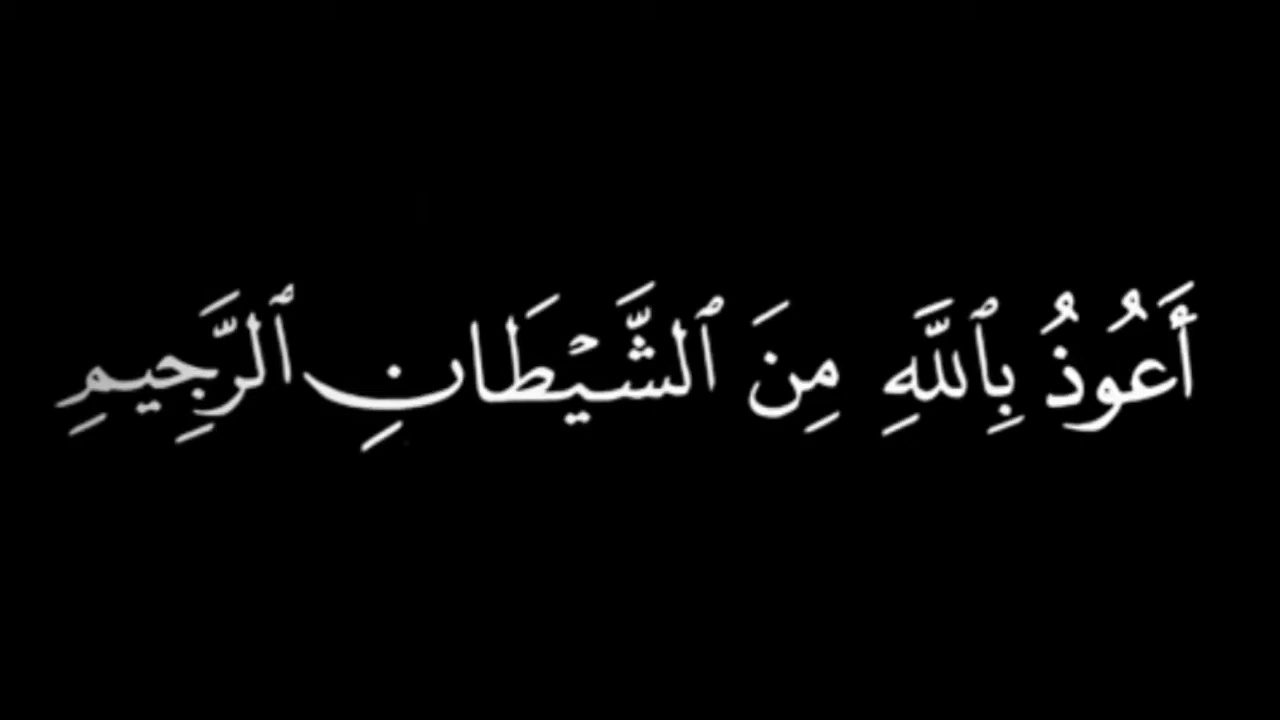 أَعُوذُ بِٱللَّهِ مِنَ ٱلشَّيْطَانِ ٱلرَّجِيمِ